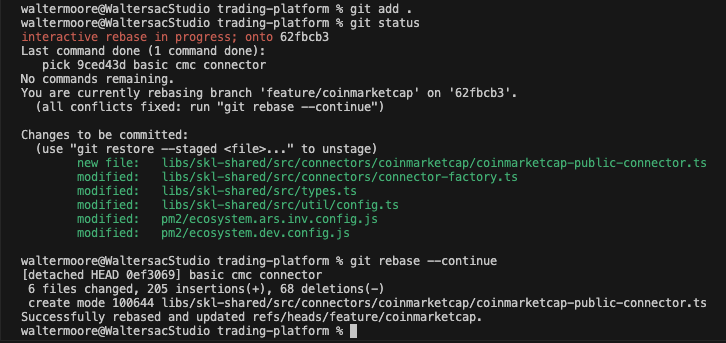 waltermoore@WaltersacStudio trading-platform % git add .
waltermoore@WaltersacStudio trading-platform % git status
interactive rebase in progress; onto 62fbcb3
Last command done (1 command done):
   pick 9ced43d basic cmc connector
No commands remaining.
You are currently rebasing branch 'feature/coinmarketcap' on '62fbcb3'.
  (all conflicts fixed: run "git rebase --continue")

Changes to be committed:
  (use "git restore --staged <file>..." to unstage)
        new file:   libs/skl-shared/src/connectors/coinmarketcap/coinmarketcap-public-connector.ts
        modified:   libs/skl-shared/src/connectors/connector-factory.ts
        modified:   libs/skl-shared/src/types.ts
        modified:   libs/skl-shared/src/util/config.ts
        modified:   pm2/ecosystem.ars.inv.config.js
        modified:   pm2/ecosystem.dev.config.js

waltermoore@WaltersacStudio trading-platform % git rebase --continue
[detached HEAD 0ef3069] basic cmc connector
 6 files changed, 205 insertions(+), 68 deletions(-)
 create mode 100644 libs/skl-shared/src/connectors/coinmarketcap/coinmarketcap-public-connector.ts
Successfully rebased and updated refs/heads/feature/coinmarketcap.
waltermoore@WaltersacStudio trading-platform %